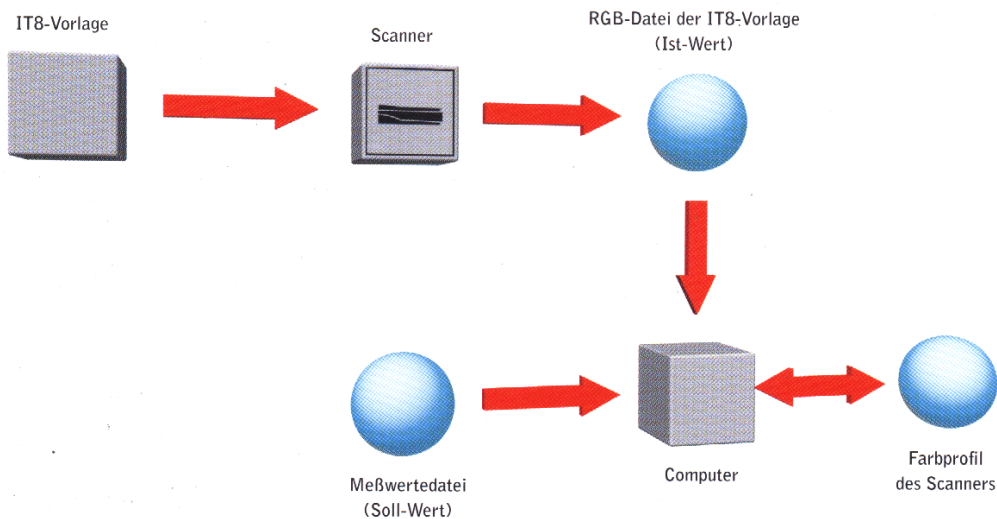 IT8-Vorlage
Scanner
RGB-Datei der IT8-Vorlage
(Ist-Wert)
Meßwertedatei
(Soll-Wert)
Computer
Farbprofil
des Scanners